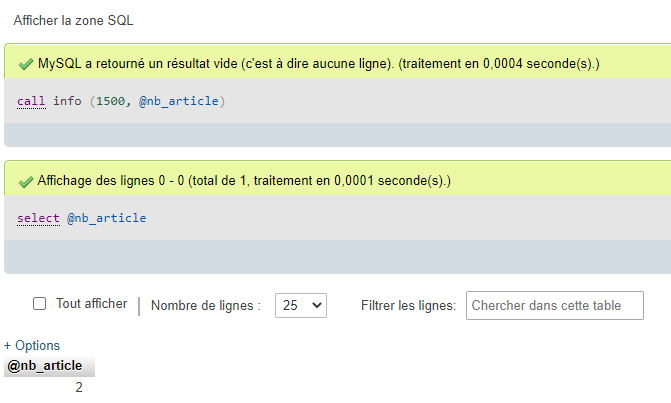 Afficher la zone SQL
MySQL a retourné un résultat vide (c'est à dire aucune ligne). (traitement en 0,0004 seconde(s).)
call info (1500, @nb_article)
Affichage des lignes 0 - 0 (total de 1, traitement en 0,0001 seconde(s).)
select @nb_article
Tout afficher | Nombre de lignes : 25 Filtrer les lignes: Chercher dans cette table
+ Options
@nb_article
2